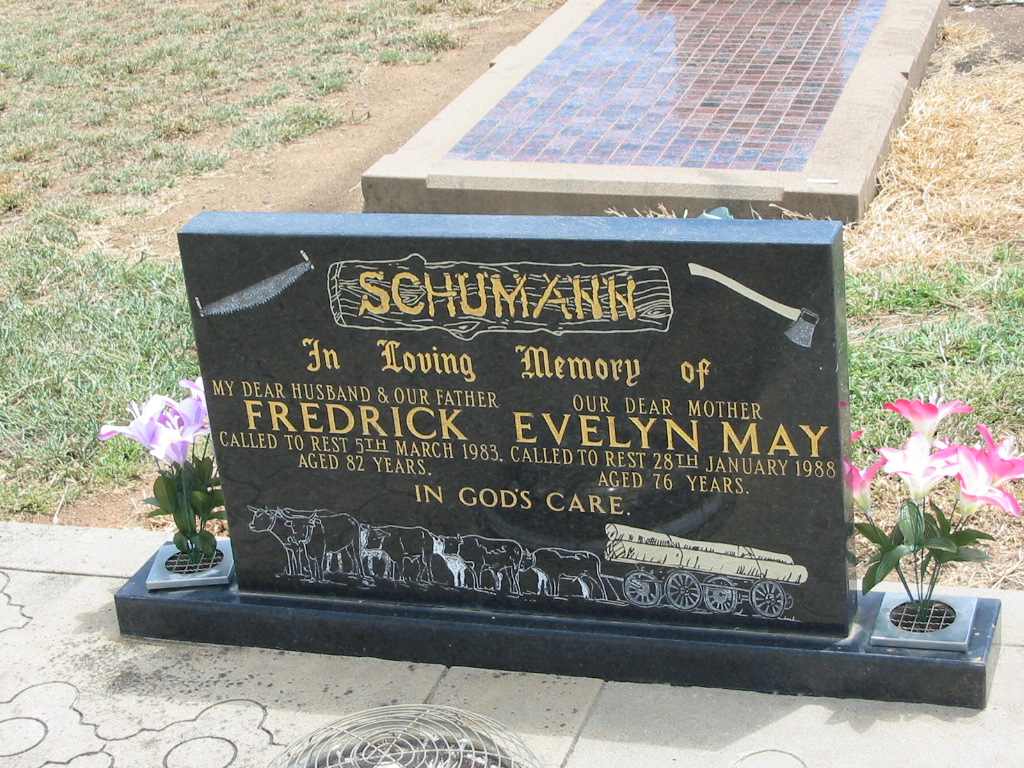 SCHUMANN
In Loving Memory of
MY DEAR HUSBAND & OUR FATHER
FREDRICK
CALLED TO REST 5TH MARCH 1983.
AGED 82 YEARS.
OUR DEAR MOTHER
EVELYN MAY
CALLED TO REST 28TH JANUARY 1988
AGED 76 YEARS.
IN GOD'S CARE.